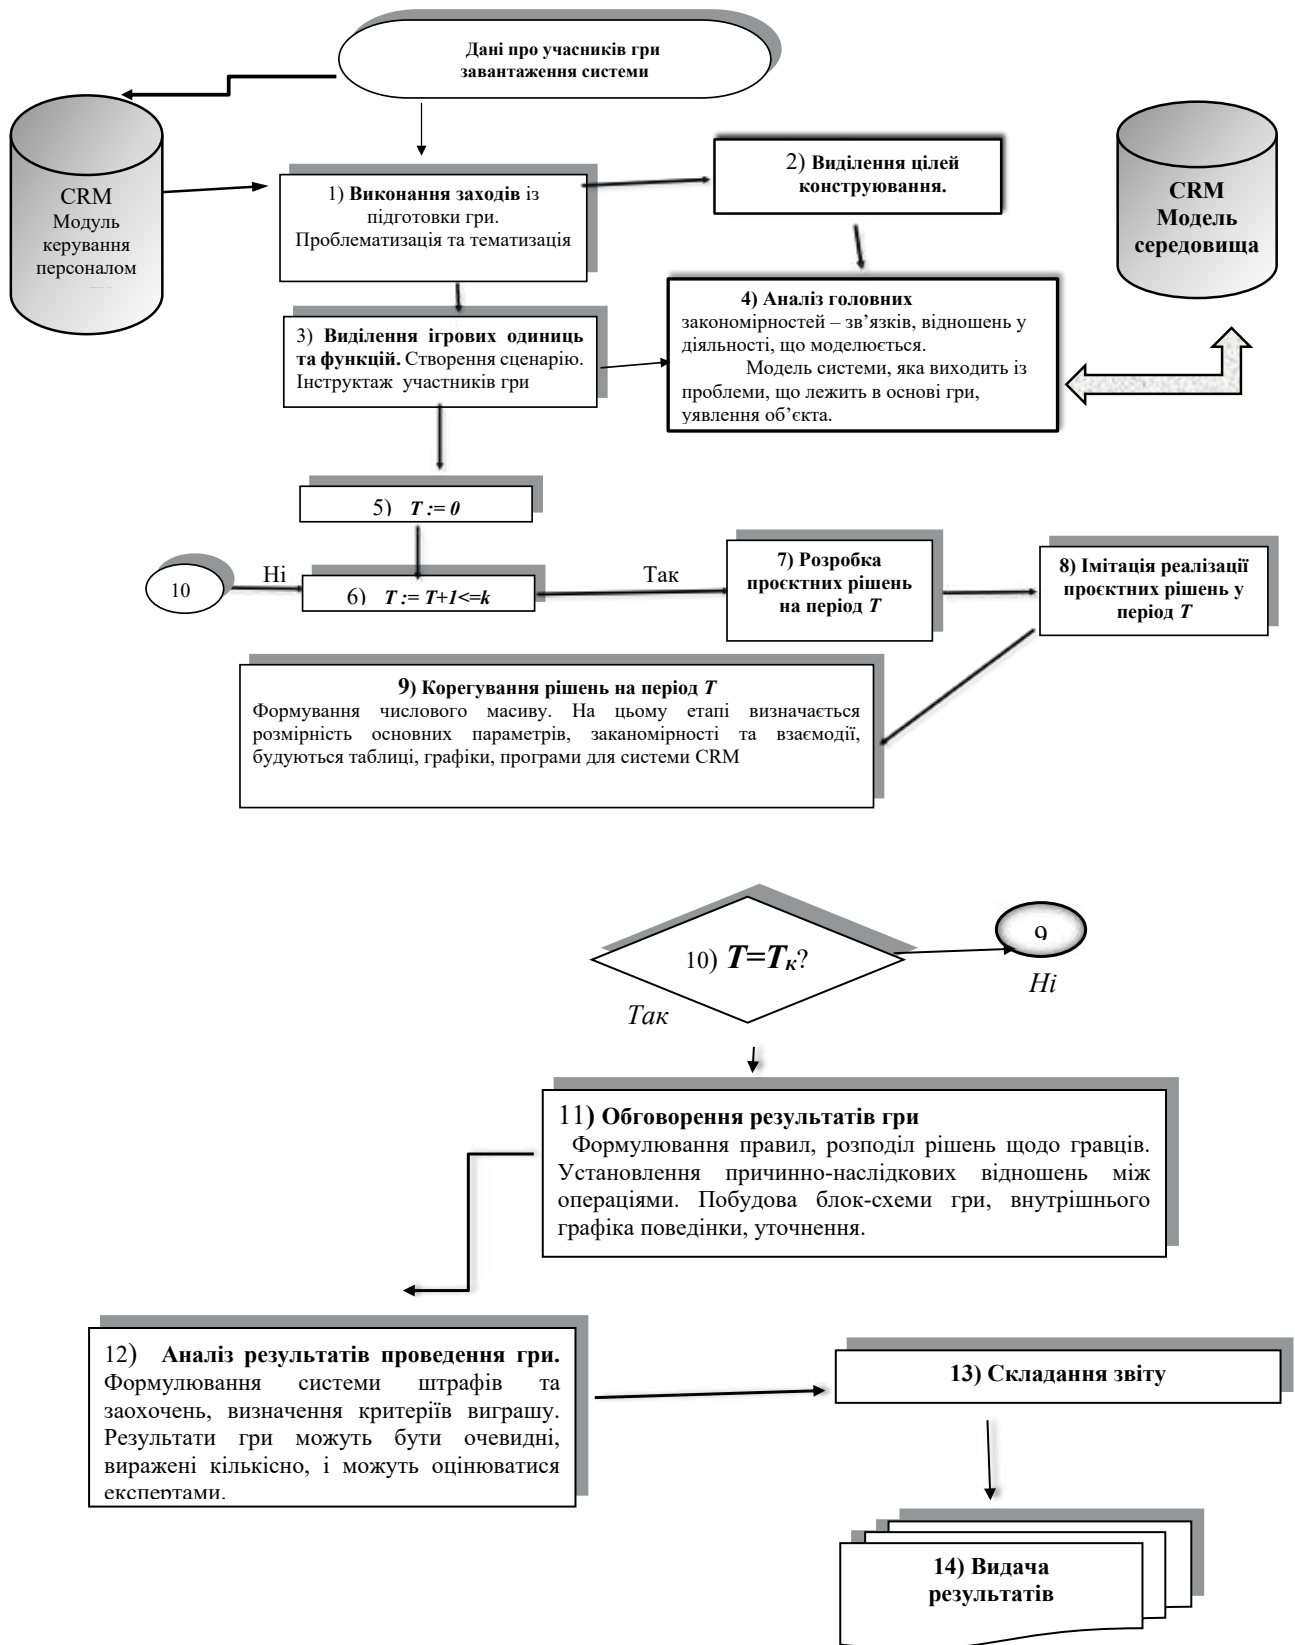 Дані про учасників гри
завантаження системи
CRM
Модуль
керування
персоналом
1) Виконання заходів із
підготовки гри.
Проблематизація та тематизація
2) Виділення цілей
конструювання.
CRM
Модель
середовища
3) Виділення ігрових одиниць
та функцій. Створення сценарію.
Інструктаж участників гри
4) Аналіз головних
закономірностей – зв’язків, відношень у
діяльності, що моделюється.
Модель системи, яка виходить із
проблеми, що лежить в основі гри,
уявлення об’єкта.
5) T := 0
10
Ні
6) T := T+1<=k
Так
7) Розробка
проєктних рішень
на період T
8) Імітація реалізації
проєктних рішень у
період T
9) Корегування рішень на період T
Формування числового масиву. На цьому етапі визначається
розмірність основних параметрів, заканомірності та взаємодії,
будуються таблиці, графіки, програми для системи CRM
10) T=Tк?
9
Ні
Так
11) Обговорення результатів гри
Формулювання правил, розподіл рішень щодо гравців.
Установлення причинно-наслідкових відношень між
операціями. Побудова блок-схеми гри, внутрішнього
графіка поведінки, уточнення.
12) Аналіз результатів проведення гри.
Формулювання системи штрафів та
заохочень, визначення критеріїв виграшу.
Результати гри можуть бути очевидні,
виражені кількісно, і можуть оцінюватися
експертами.
13) Складання звіту
14) Видача
результатів